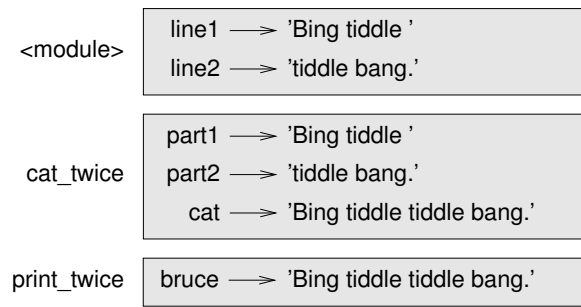 <module>
line1 → ’Bing tiddle ’
line2 → ’tiddle bang.’
cat_twice
part1 → ’Bing tiddle ’
part2 → ’tiddle bang.’
cat → ’Bing tiddle tiddle bang.’
print_twice
bruce → ’Bing tiddle tiddle bang.’